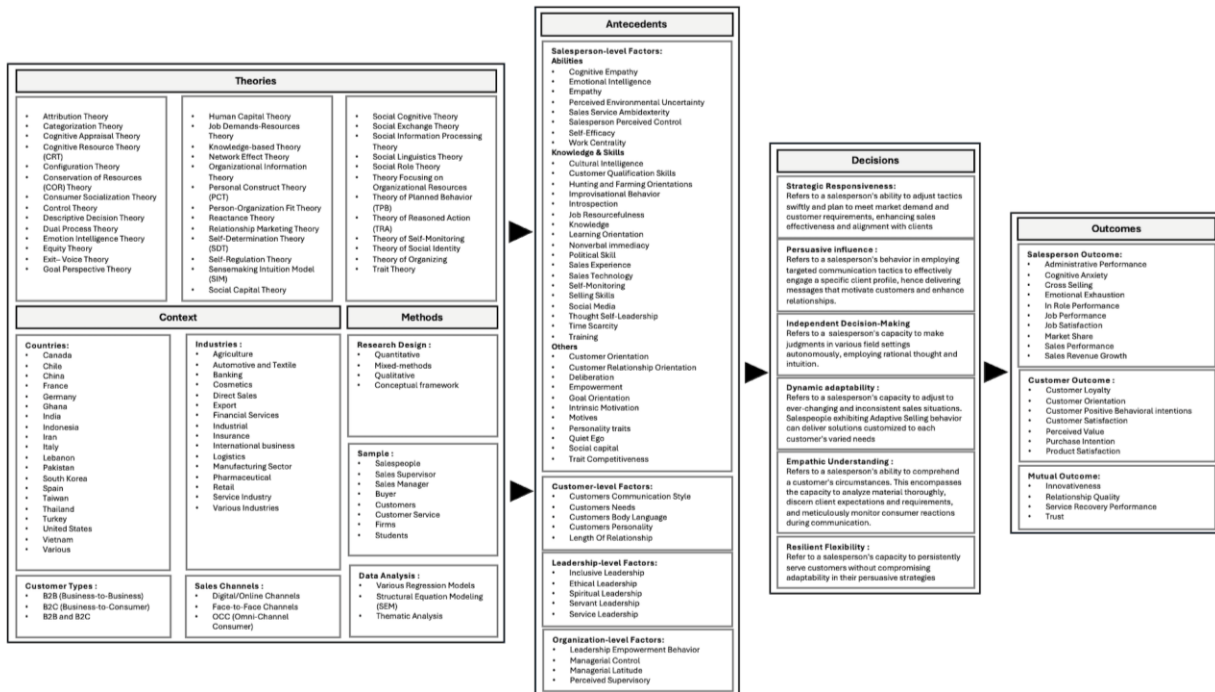 Theories
Attribution Theory
Categorization Theory
Cognitive Appraisal Theory
Cognitive Resource Theory
(CRT)
Configuration Theory
Conservation of Resources
(COR) Theory
Consumer Socialization Theory
Control Theory
Descriptive Decision Theory
Dual Process Theory
Emotion Intelligence Theory
Equity Theory
Exit– Voice Theory
Goal Perspective Theory
Human Capital Theory
Job Demands-Resources
Theory
Knowledge-based Theory
Network Effect Theory
Organizational Information
Theory
Personal Construct Theory
(PCT)
Person-Organization Fit Theory
Reactance Theory
Relationship Marketing Theory
Self-Determination Theory
(SDT)
Self-Regulation Theory
Sensemaking Intuition Model
(SIM)
Social Capital Theory
Social Cognitive Theory
Social Exchange Theory
Social Information Processing
Theory
Social Linguistics Theory
Social Role Theory
Theory Focusing on
Organizational Resources
Theory of Planned Behavior
(TPB)
Theory of Reasoned Action
(TRA)
Theory of Self-Monitoring
Theory of Social Identity
Theory of Organizing
Trait Theory
Context
Countries:
Canada
Chile
China
France
Germany
Ghana
India
Indonesia
Iran
Italy
Lebanon
Pakistan
South Korea
Spain
Taiwan
Thailand
Turkey
United States
Vietnam
Various
Industries :
Agriculture
Automotive and Textile
Banking
Cosmetics
Direct Sales
Export
Financial Services
Industrial
Insurance
International business
Logistics
Manufacturing Sector
Pharmaceutical
Retail
Service Industry
Various Industries
Customer Types :
B2B (Business-to-Business)
B2C (Business-to-Consumer)
B2B and B2C
Sales Channels :
Digital/Online Channels
Face-to-Face Channels
OCC (Omni-Channel
Consumer)
Methods
Research Design :
Quantitative
Mixed-methods
Qualitative
Conceptual framework
Sample :
Salespeople
Sales Supervisor
Sales Manager
Buyer
Customers
Customer Service
Firms
Students
Data Analysis :
Various Regression Models
Structural Equation Modeling
(SEM)
Thematic Analysis
Antecedents
Salesperson-level Factors:
Abilities
Cognitive Empathy
Emotional Intelligence
Empathy
Perceived Environmental Uncertainty
Sales Service Ambidexterity
Salesperson Perceived Control
Self-Efficacy
Work Centrality
Knowledge & Skills
Cultural Intelligence
Customer Qualification Skills
Hunting and Farming Orientations
Improvisational Behavior
Introspection
Job Resourcefulness
Knowledge
Learning Orientation
Nonverbal immediacy
Political Skill
Sales Experience
Sales Technology
Self-Monitoring
Selling Skills
Social Media
Thought Self-Leadership
Time Scarcity
Training
Others
Customer Orientation
Customer Relationship Orientation
Deliberation
Empowerment
Goal Orientation
Intrinsic Motivation
Motives
Personality traits
Quiet Ego
Social capital
Trait Competitiveness
Customer-level Factors:
Customers Communication Style
Customers Needs
Customers Body Language
Customers Personality
Length Of Relationship
Leadership-level Factors:
Inclusive Leadership
Ethical Leadership
Spiritual Leadership
Servant Leadership
Service Leadership
Organization-level Factors:
Leadership Empowerment Behavior
Managerial Control
Managerial Latitude
Perceived Supervisory
Decisions
Strategic Responsiveness:
Refers to a salesperson's ability to adjust tactics
swiftly and plan to meet market demand and
customer requirements, enhancing sales
effectiveness and alignment with clients
Persuasive influence :
Refers to a salesperson's behavior in employing
targeted communication tactics to effectively
engage a specific client profile, hence delivering
messages that motivate customers and enhance
relationships.
Independent Decision-Making
Refers to a salesperson's capacity to make
judgments in various field settings
autonomously, employing rational thought and
intuition.
Dynamic adaptability :
Refers to a salesperson's capacity to adjust to
ever-changing and inconsistent sales situations.
Salespeople exhibiting Adaptive Selling behavior
can deliver solutions customized to each
customer's varied needs
Empathic Understanding :
Refers to a salesperson's ability to comprehend
a customer's circumstances. This encompasses
the capacity to analyze material thoroughly,
discern client expectations and requirements,
and meticulously monitor consumer reactions
during communication.
Resilient Flexibility :
Refer to a salesperson's capacity to persistently
serve customers without compromising
adaptability in their persuasive strategies
Outcomes
Salesperson Outcome:
Administrative Performance
Cognitive Anxiety
Cross Selling
Emotional Exhaustion
In Role Performance
Job Performance
Job Satisfaction
Market Share
Sales Performance
Sales Revenue Growth
Customer Outcome :
Customer Loyalty
Customer Orientation
Customer Positive Behavioral intentions
Customer Satisfaction
Perceived Value
Purchase Intention
Product Satisfaction
Mutual Outcome:
Innovativeness
Relationship Quality
Service Recovery Performance
Trust